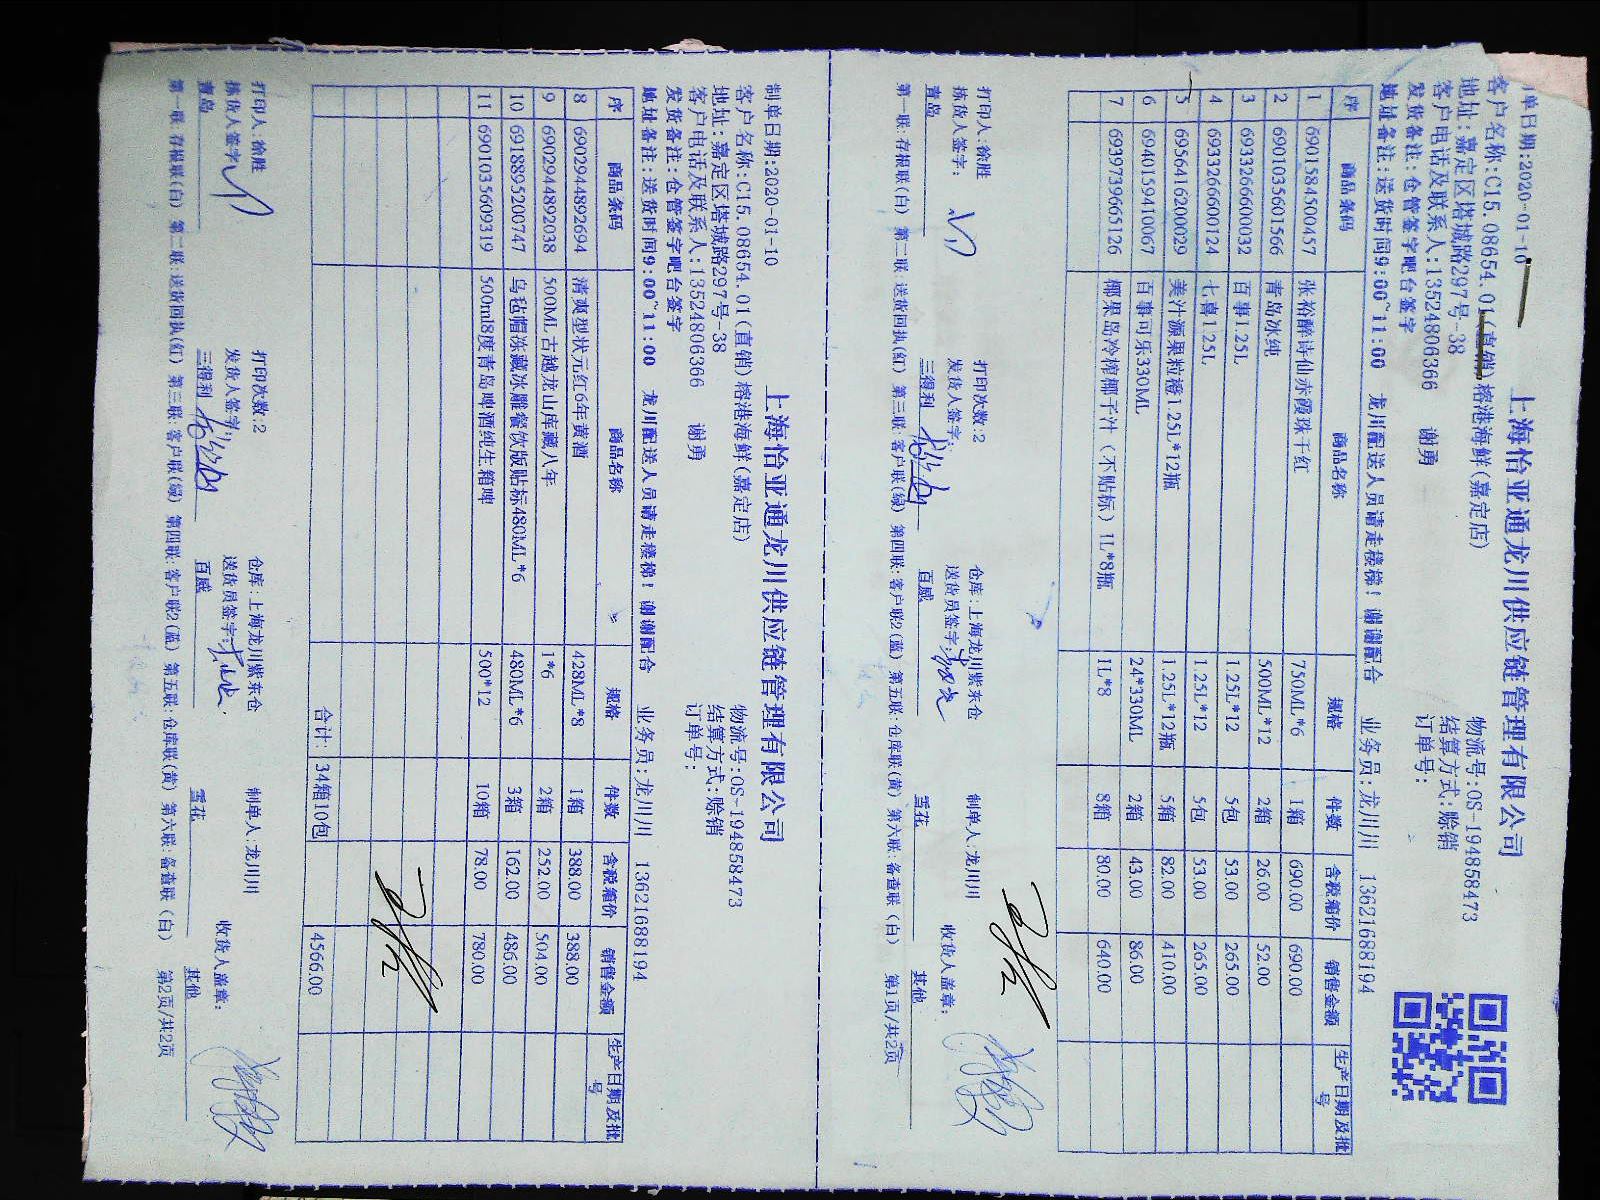 上海怡亚通龙川供应链管理有限公司
制单日期:2020-01-10
客户名称:C15.08654.01(直销)榕港海鲜(嘉定店) 物流号:OS-194858473
地址:嘉定区塔城路297号-38 结算方式:赊销
客户电话及联系人:13524806366 谢勇 订单号:
发货备注:仓管签字吧台签字
地址备注:送货时间9:00~11:00 龙川配送人员请走楼梯!谢谢配合 业务员:龙川川 13621688194
序 商品条码 商品名称 规格 件数 含税箱价 销售金额 生产日期及批号
1 6901584500457 张裕醉诗仙赤霞珠干红 750ML*6 1箱 690.00 690.00
2 6901035601566 青岛冰纯 500ML*12 2箱 26.00 52.00
3 6933266600032 百事1.25L 1.25L*12 5包 53.00 265.00
4 6933266600124 七喜1.25L 1.25L*12 5包 53.00 265.00
5 6956416200029 美汁源果粒橙1.25L*12瓶 1.25L*12瓶 5箱 82.00 410.00
6 6940159410067 百事可乐330ML 24*330ML 2箱 43.00 86.00
7 6939739665126 椰果岛冷榨椰子汁(不贴标)1L*8瓶 1L*8 8箱 80.00 640.00
打印人:徐胜 打印次数:2 仓库:上海龙川紫东仓 制单人:龙川川 收货人盖章:
拣货人签字: 发货人签字: 送货员签字:
青岛 三得利 百威 雪花 其他
第一联:存根联(白) 第二联:送货回执(红) 第三联:客户联(绿) 第四联:客户联2(蓝) 第五联:仓库联(黄) 第六联:备查联(白) 第1页/共2页
上海怡亚通龙川供应链管理有限公司
制单日期:2020-01-10
客户名称:C15.08654.01(直销)榕港海鲜(嘉定店) 物流号:OS-194858473
地址:嘉定区塔城路297号-38 结算方式:赊销
客户电话及联系人:13524806366 谢勇 订单号:
发货备注:仓管签字吧台签字
地址备注:送货时间9:00~11:00 龙川配送人员请走楼梯!谢谢配合 业务员:龙川川 13621688194
序 商品条码 商品名称 规格 件数 含税箱价 销售金额 生产日期及批号
8 6902944892694 清爽型状元红6年黄酒 428ML*8 1箱 388.00 388.00
9 6902944892038 500ML古越龙山库藏八年 1*6 2箱 252.00 504.00
10 6918895200747 乌毡帽冻藏冰雕餐饮版贴标480ML*6 480ML*6 3箱 162.00 486.00
11 6901035609319 500ml8度青岛啤酒纯生箱啤 500*12 10箱 78.00 780.00
合计: 34箱10包 4566.00
打印人:徐胜 打印次数:2 仓库:上海龙川紫东仓 制单人:龙川川 收货人盖章:
拣货人签字: 发货人签字: 送货员签字:
青岛 三得利 百威 雪花 其他
第一联:存根联(白) 第二联:送货回执(红) 第三联:客户联(绿) 第四联:客户联2(蓝) 第五联:仓库联(黄) 第六联:备查联(白) 第2页/共2页